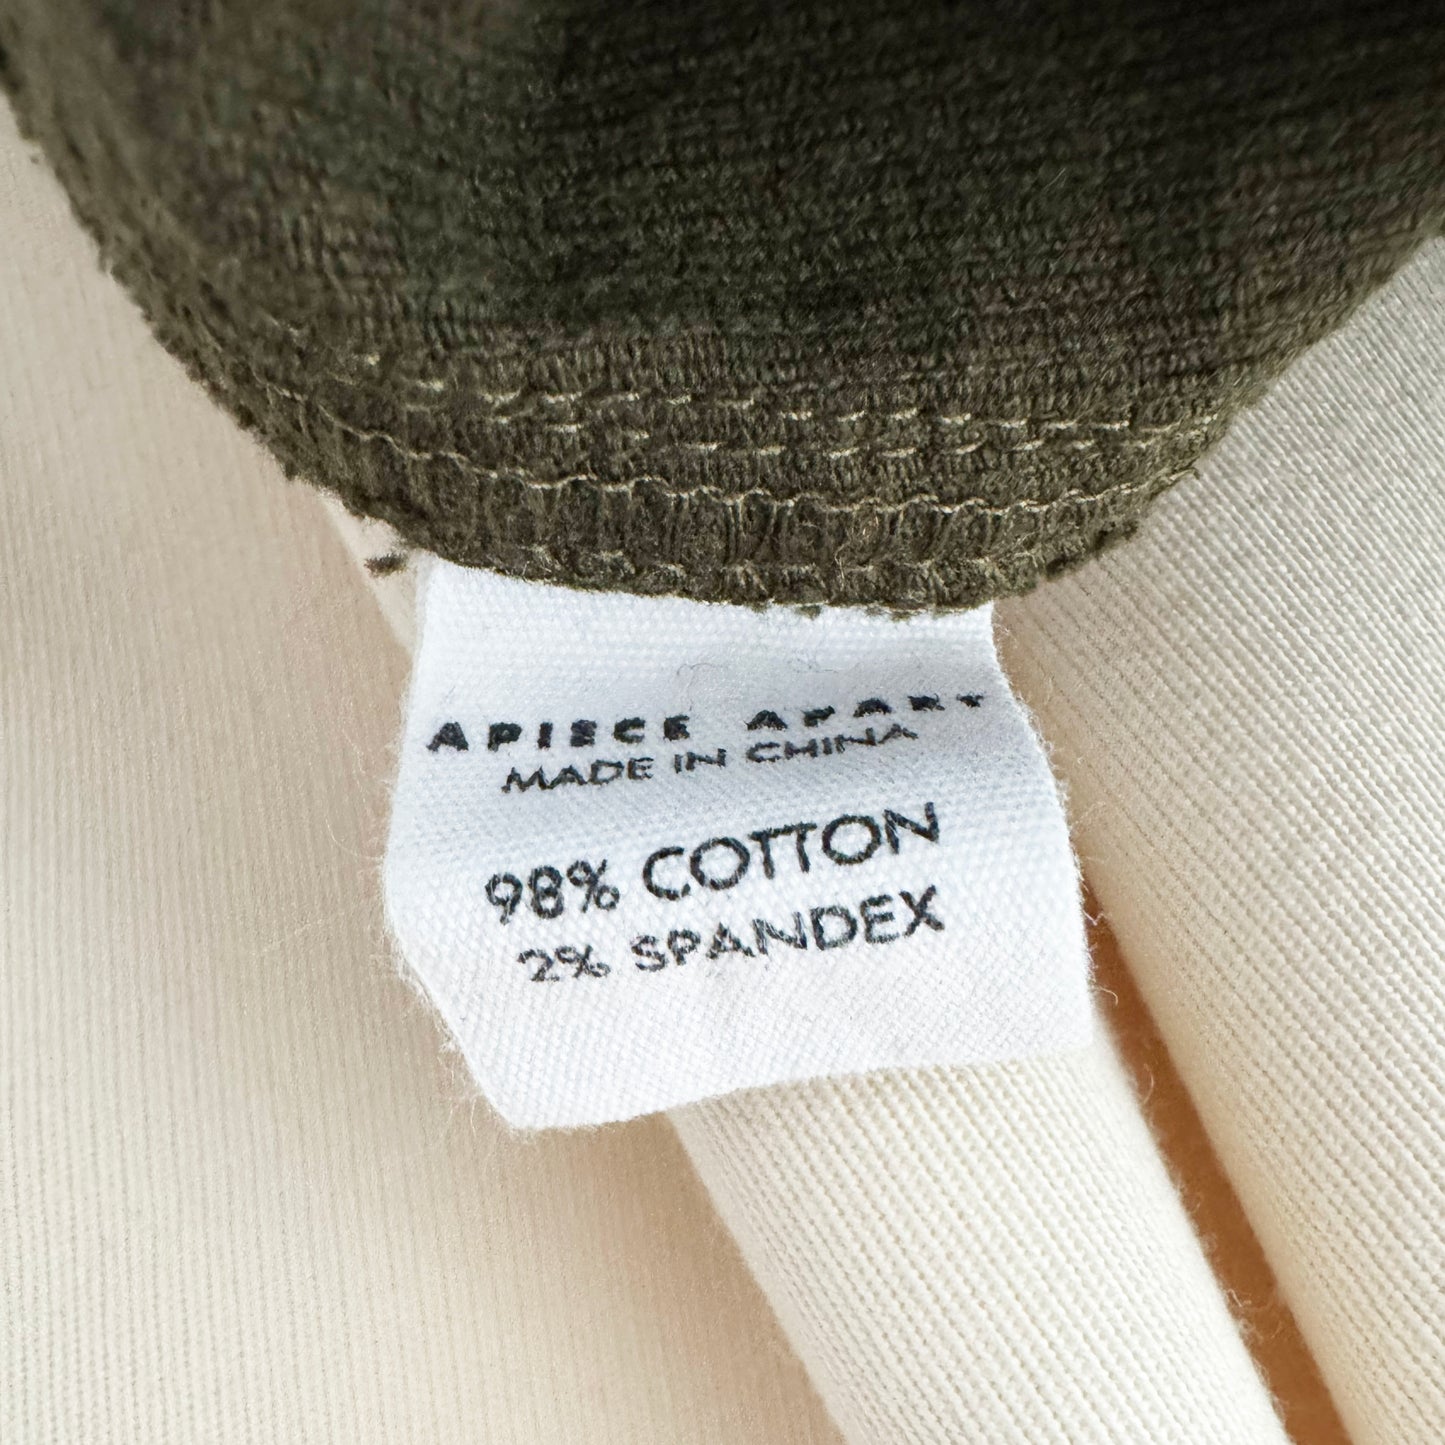 APIECE APART
MADE IN CHINA
98% COTTON
2% SPANDEX